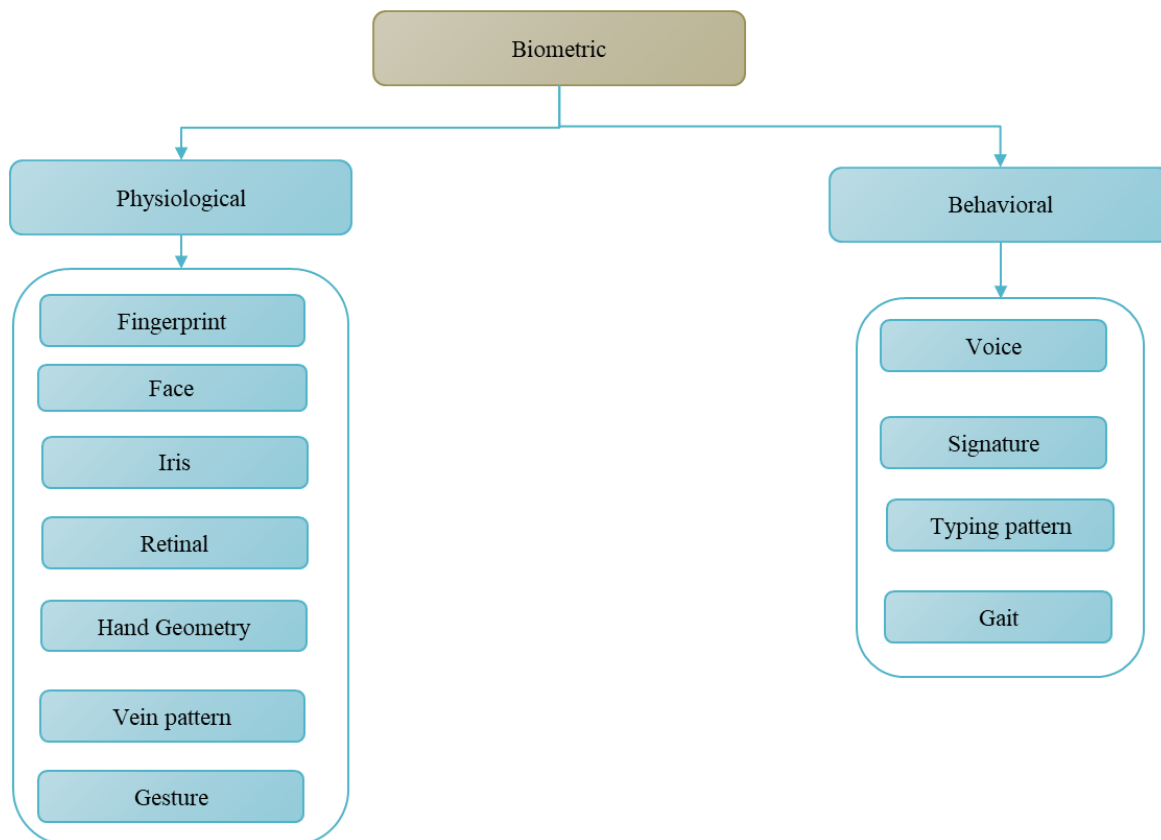 Biometric
Physiological
Behavioral
Fingerprint
Face
Iris
Retinal
Hand Geometry
Vein pattern
Gesture
Voice
Signature
Typing pattern
Gait